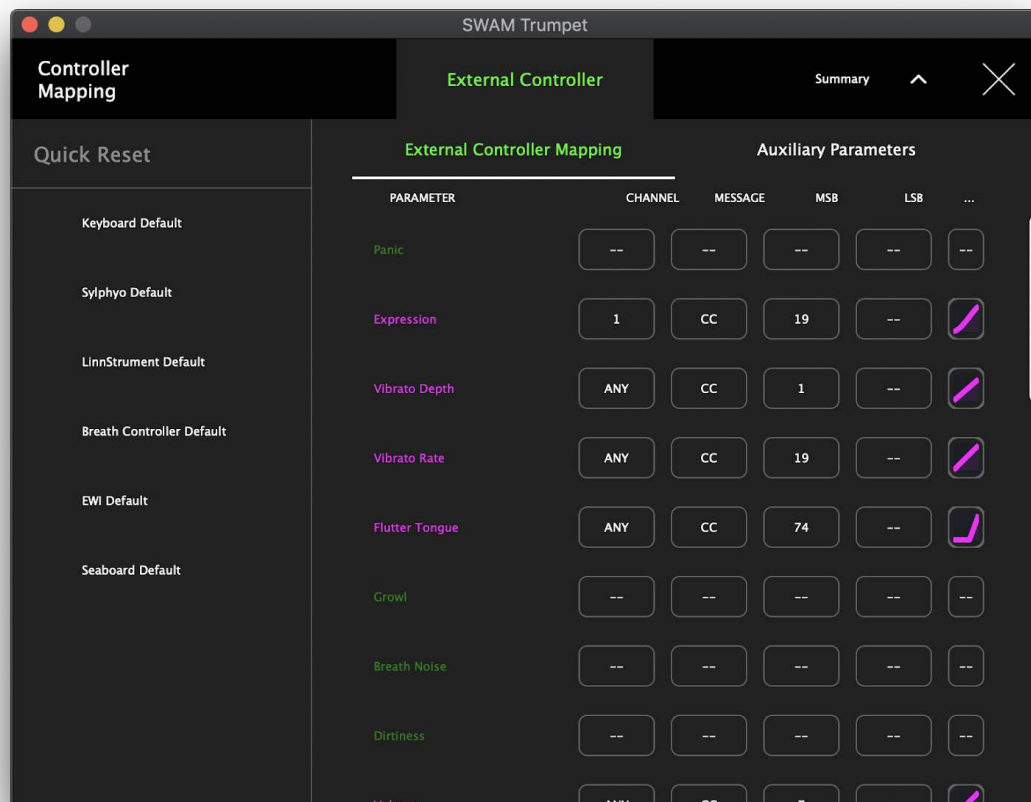 SWAM Trumpet
Controller
Mapping
External Controller
Summary
Quick Reset
Keyboard Default
Sylphyo Default
LinnStrument Default
Breath Controller Default
EWI Default
Seaboard Default
External Controller Mapping
Auxiliary Parameters
PARAMETER CHANNEL MESSAGE MSB LSB ...
Panic -- -- -- -- --
Expression 1 CC 19 --
Vibrato Depth ANY CC 1 --
Vibrato Rate ANY CC 19 --
Flutter Tongue ANY CC 74 --
Growl -- -- -- -- --
Breath Noise -- -- -- -- --
Dirtiness -- -- -- -- --